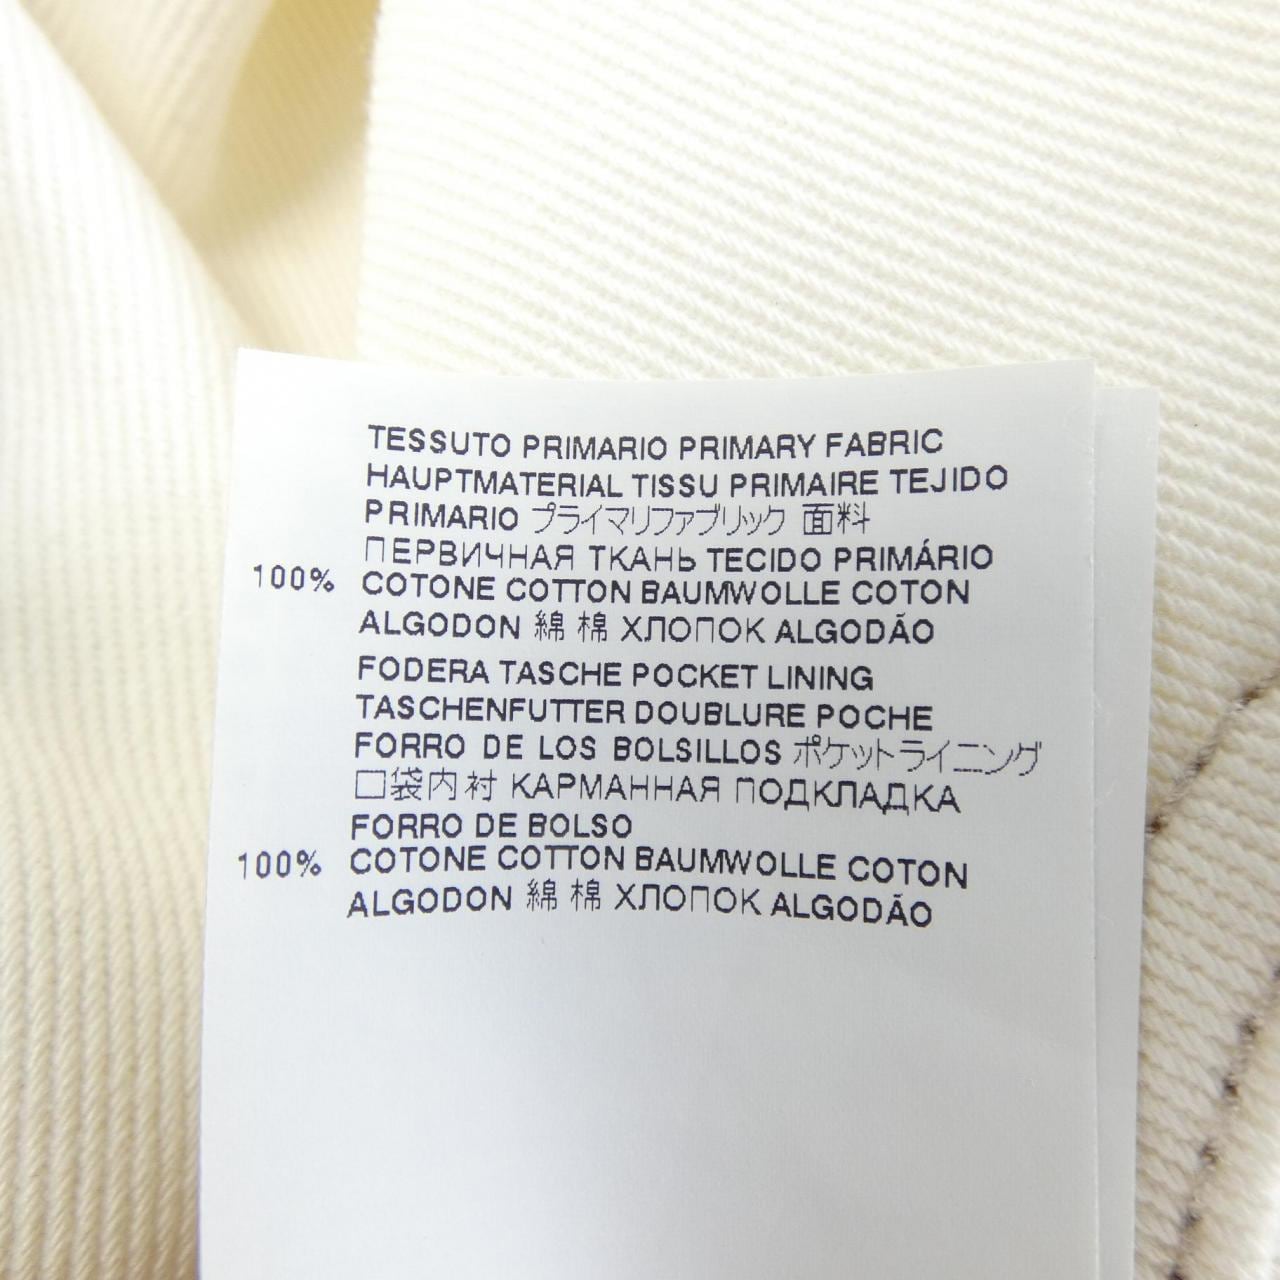 TESSUTO PRIMARIO PRIMARY FABRIC
HAUPTMATERIAL TISSU PRIMAIRE TEJIDO
PRIMARIO プライマリファブリック 面料
ПЕРВИЧНАЯ ТКАНЬ TECIDO PRIMÁRIO
100% COTONE COTTON BAUMWOLLE COTON
ALGODON 綿 棉 ХЛОПОК ALGODÃO
FODERA TASCHE POCKET LINING
TASCHENFUTTER DOUBLURE POCHE
FORRO DE LOS BOLSILLOS ポケットライニング
口袋内衬 КАРМАННАЯ ПОДКЛАДКА
FORRO DE BOLSO
100% COTONE COTTON BAUMWOLLE COTON
ALGODON 綿 棉 ХЛОПОК ALGODÃO